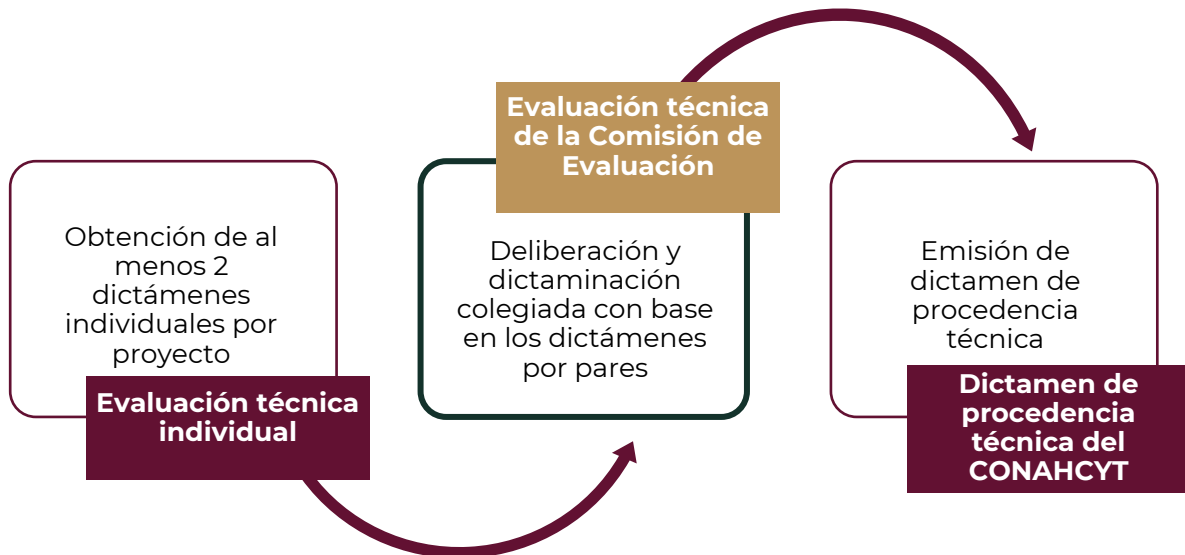 Obtención de al
menos 2
dictámenes
individuales por
proyecto
Evaluación técnica
individual
Evaluación técnica
de la Comisión de
Evaluación
Deliberación y
dictaminación
colegiada con base
en los dictámenes
por pares
Emisión de
dictamen de
procedencia
técnica
Dictamen de
procedencia
técnica del
CONAHCYT